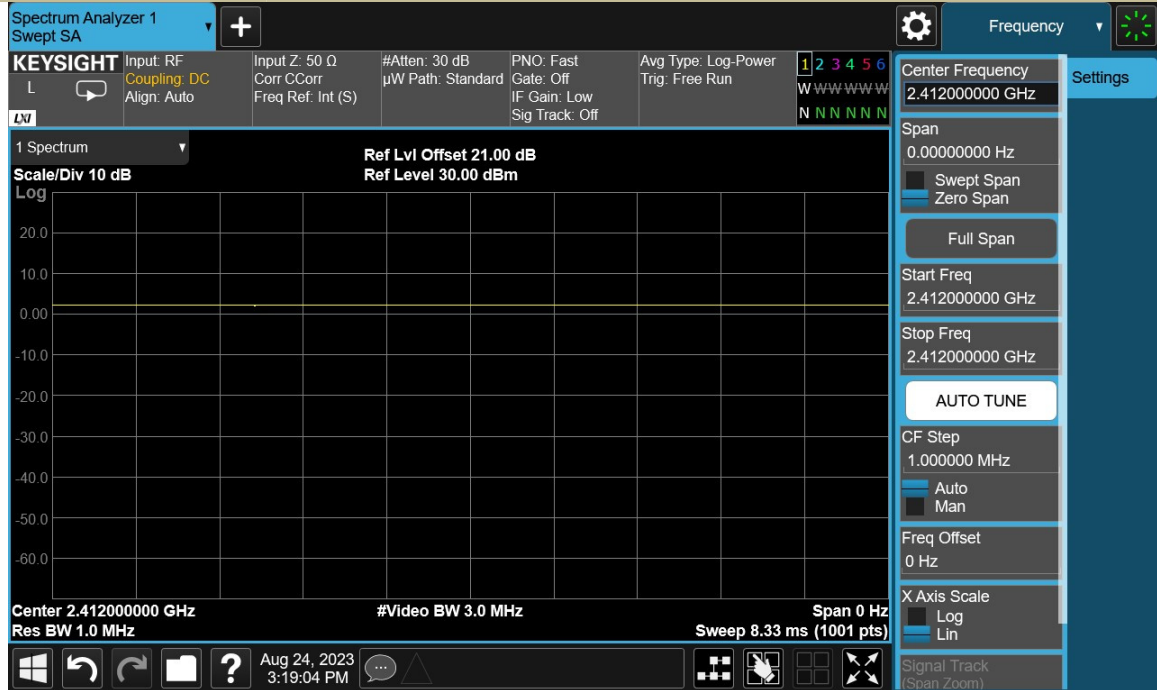 Spectrum Analyzer 1
Swept SA
Frequency
KEYSIGHT
L
LXI
Input: RF
Coupling: DC
Align: Auto
Input Z: 50 Ω
Corr CCorr
Freq Ref: Int (S)
#Atten: 30 dB
µW Path: Standard
PNO: Fast
Gate: Off
IF Gain: Low
Sig Track: Off
Avg Type: Log-Power
Trig: Free Run
1 2 3 4 5 6
W W W W W W
N N N N N N
1 Spectrum
Scale/Div 10 dB
Ref Lvl Offset 21.00 dB
Ref Level 30.00 dBm
Log
20.0
10.0
0.00
-10.0
-20.0
-30.0
-40.0
-50.0
-60.0
Center 2.412000000 GHz
#Video BW 3.0 MHz
Span 0 Hz
Res BW 1.0 MHz
Sweep 8.33 ms (1001 pts)
Aug 24, 2023
3:19:04 PM
Center Frequency
2.412000000 GHz
Settings
Span
0.00000000 Hz
Swept Span
Zero Span
Full Span
Start Freq
2.412000000 GHz
Stop Freq
2.412000000 GHz
AUTO TUNE
CF Step
1.000000 MHz
Auto
Man
Freq Offset
0 Hz
X Axis Scale
Log
Lin
Signal Track
(Span Zoom)